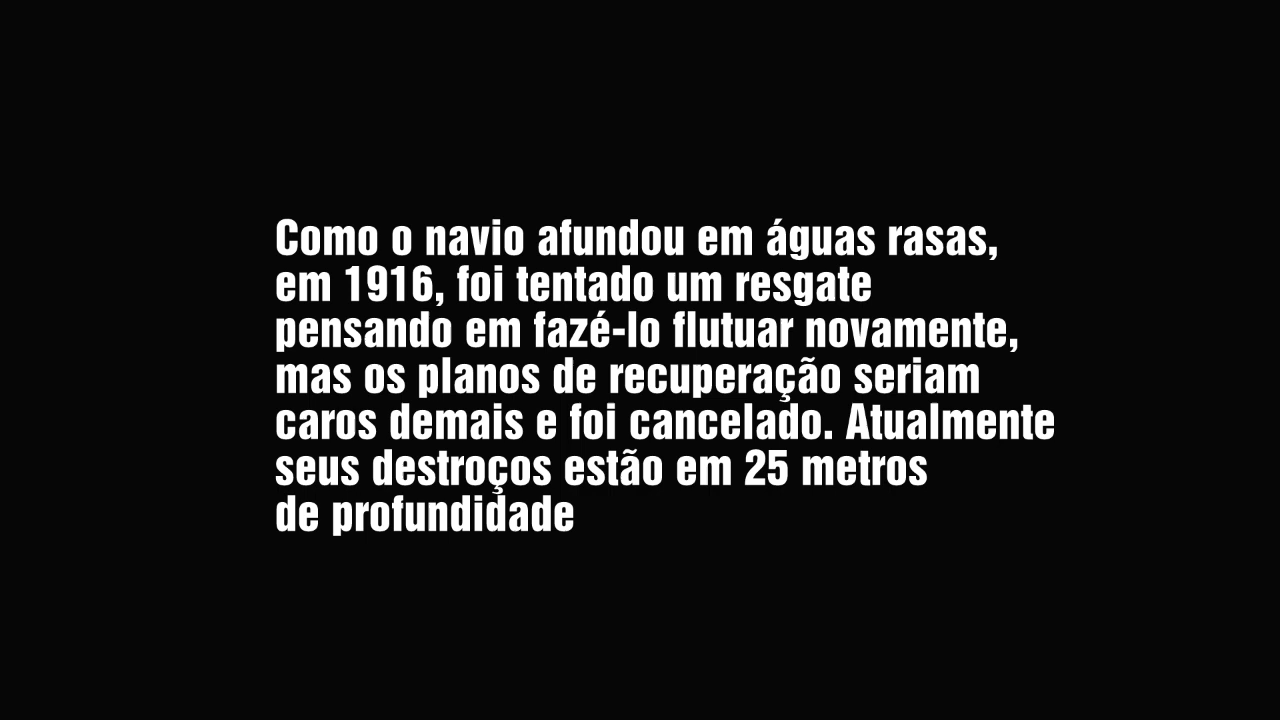 Como o navio afundou em águas rasas,
em 1916, foi tentado um resgate
pensando em fazé-lo flutuar novamente,
mas os planos de recuperação seriam
caros demais e foi cancelado. Atualmente
seus destroços estão em 25 metros
de profundidade